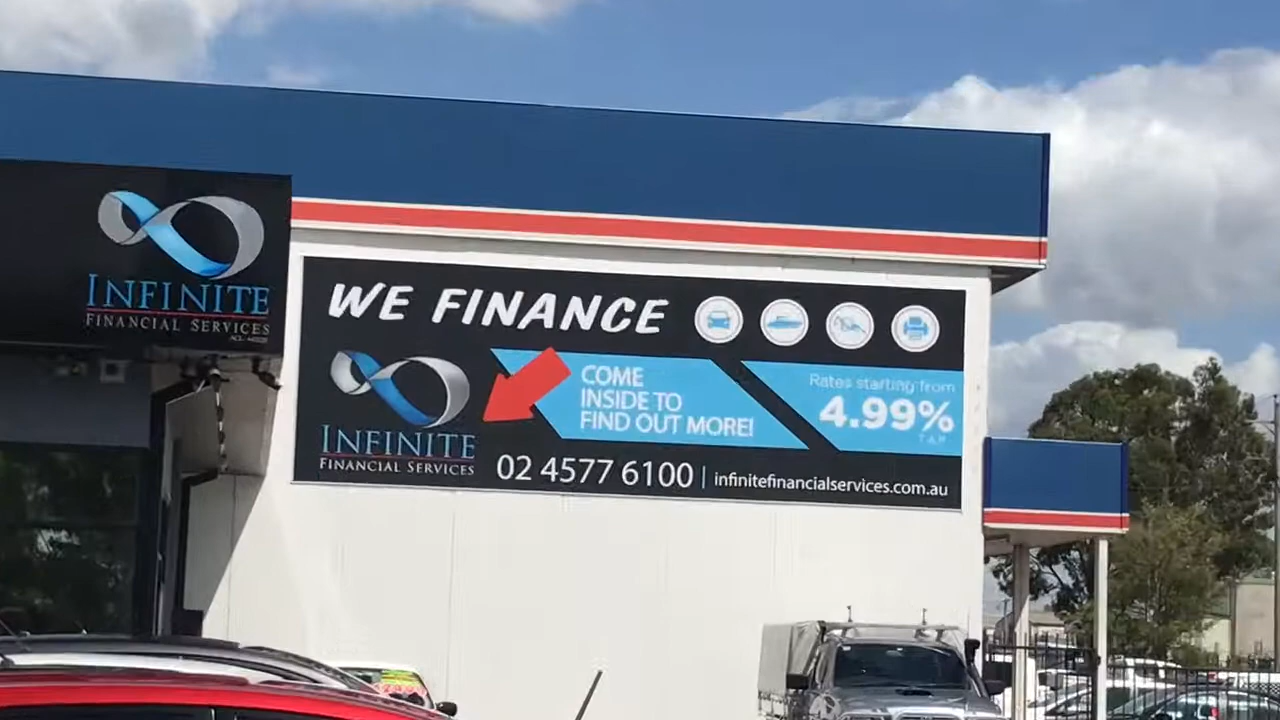 INFINITE
FINANCIAL SERVICES
WE FINANCE
INFINITE
FINANCIAL SERVICES
COME
INSIDE TO
FIND OUT MORE!
Rates starting from
4.99%
T.A.P
02 4577 6100 | infinitefinancialservices.com.au